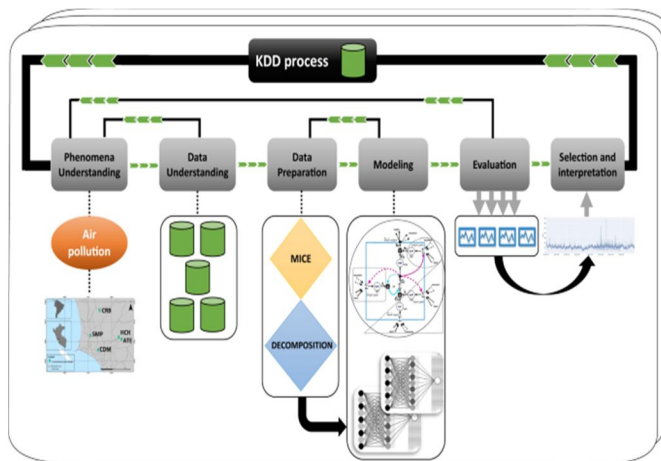 KDD process
Phenomena
Understanding
Data
Understanding
Data
Preparation
Modeling
Evaluation
Selection and
interpretation
Air
pollution
MICE
DECOMPOSITION
CRB
SMP
HCH
ATE
CDM